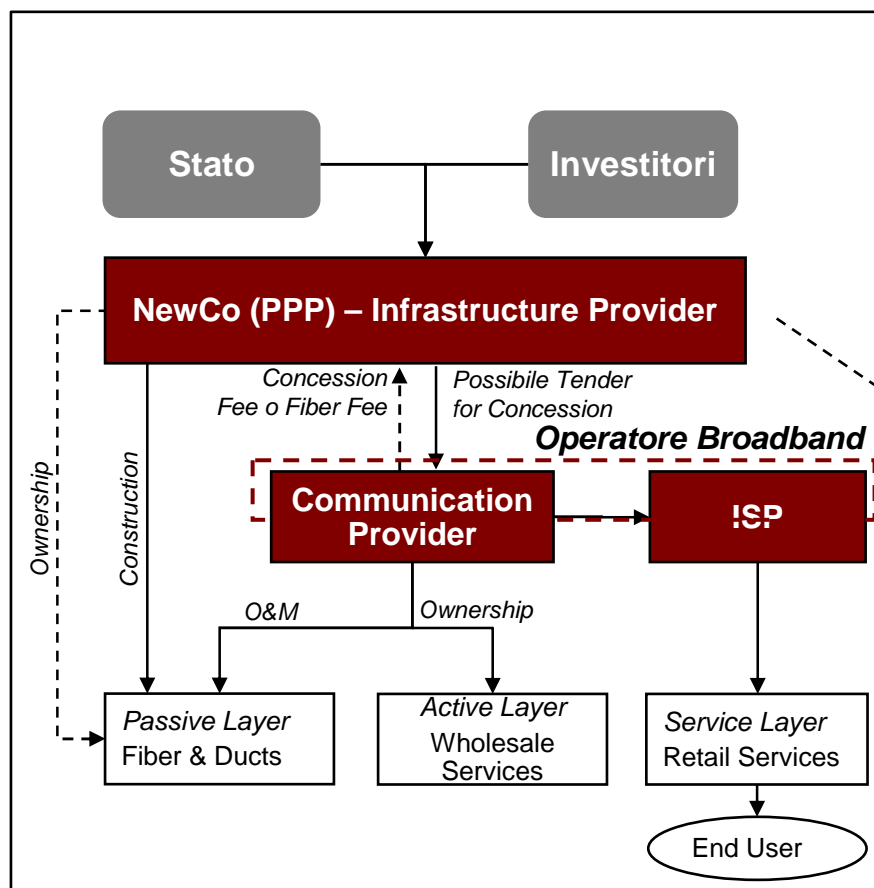 Stato
Investitori
NewCo (PPP) – Infrastructure Provider
Concession
Fee o Fiber Fee
Possibile Tender
for Concession
Operatore Broadband
Ownership
Construction
Communication
Provider
ISP
O&M
Ownership
Passive Layer
Fiber & Ducts
Active Layer
Wholesale
Services
Service Layer
Retail Services
End User